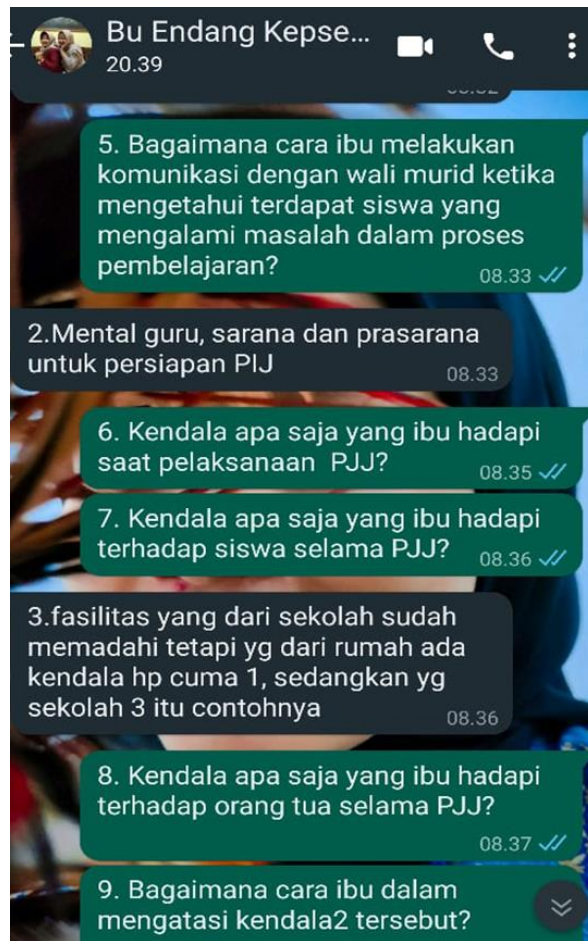 Bu Endang Kepse...
20.39
5. Bagaimana cara ibu melakukan
komunikasi dengan wali murid ketika
mengetahui terdapat siswa yang
mengalami masalah dalam proses
pembelajaran?
08.33
2.Mental guru, sarana dan prasarana
untuk persiapan PIJ
08.33
6. Kendala apa saja yang ibu hadapi
saat pelaksanaan PJJ?
08.35
7. Kendala apa saja yang ibu hadapi
terhadap siswa selama PJJ?
08.36
3.fasilitas yang dari sekolah sudah
memadahi tetapi yg dari rumah ada
kendala hp cuma 1, sedangkan yg
sekolah 3 itu contohnya
08.36
8. Kendala apa saja yang ibu hadapi
terhadap orang tua selama PJJ?
08.37
9. Bagaimana cara ibu dalam
mengatasi kendala2 tersebut?